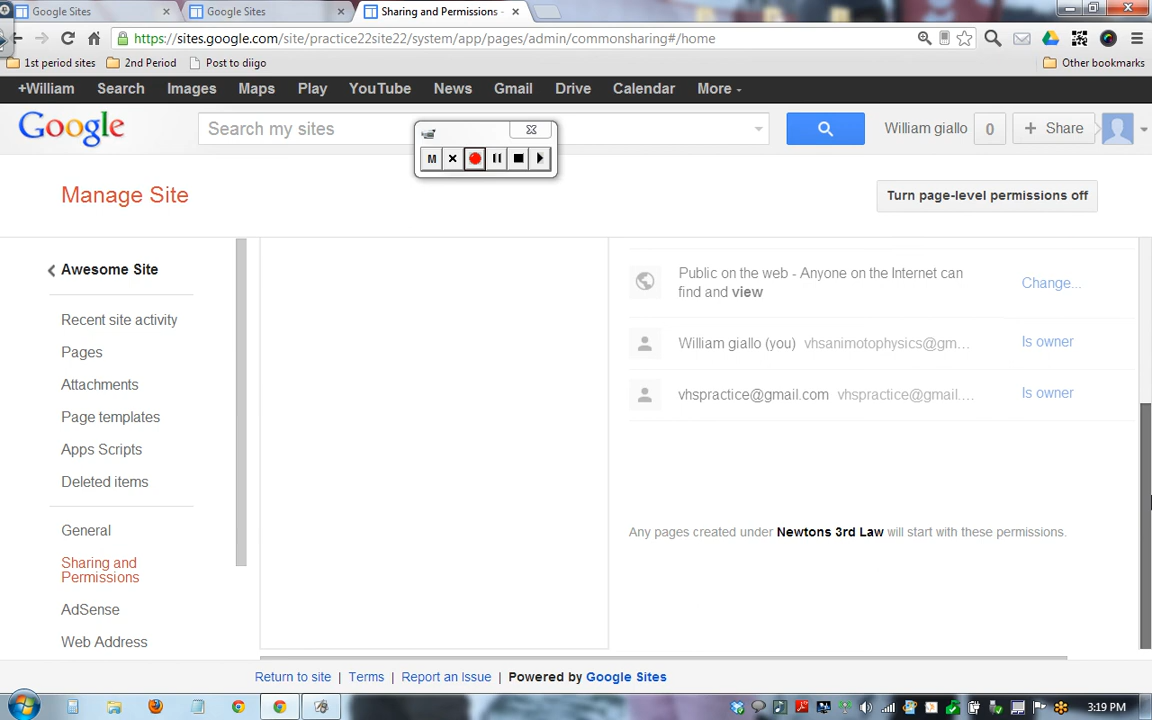 Google Sites
Google Sites
Sharing and Permissions -
https://sites.google.com/site/practice22site22/system/app/pages/admin/commonsharing#/home
1st period sites
2nd Period
Post to diigo
Other bookmarks
+William Search Images Maps Play YouTube News Gmail Drive Calendar More
Google
Search my sites
William giallo
0
+ Share
M
Manage Site
Turn page-level permissions off
Awesome Site
Recent site activity
Pages
Attachments
Page templates
Apps Scripts
Deleted items
General
Sharing and
Permissions
AdSense
Web Address
Public on the web - Anyone on the Internet can
find and view
Change...
William giallo (you) vhsanimotophysics@gm...
Is owner
vhspractice@gmail.com vhspractice@gmail....
Is owner
Any pages created under Newtons 3rd Law will start with these permissions.
Return to site | Terms | Report an Issue | Powered by Google Sites
3:19 PM